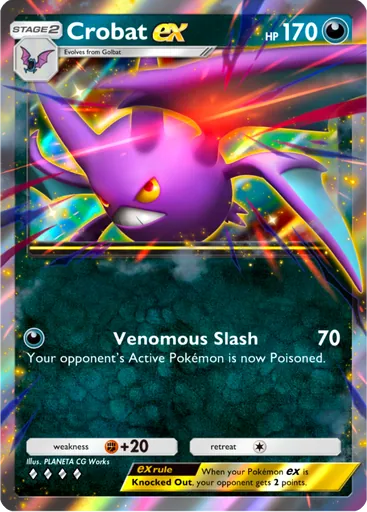 STAGE 2 Crobat ex HP 170
Evolves from Golbat
Venomous Slash 70
Your opponent's Active Pokémon is now Poisoned.
weakness +20 retreat
Illus. PLANETA CG Works
ex rule When your Pokémon ex is
Knocked Out, your opponent gets 2 points.